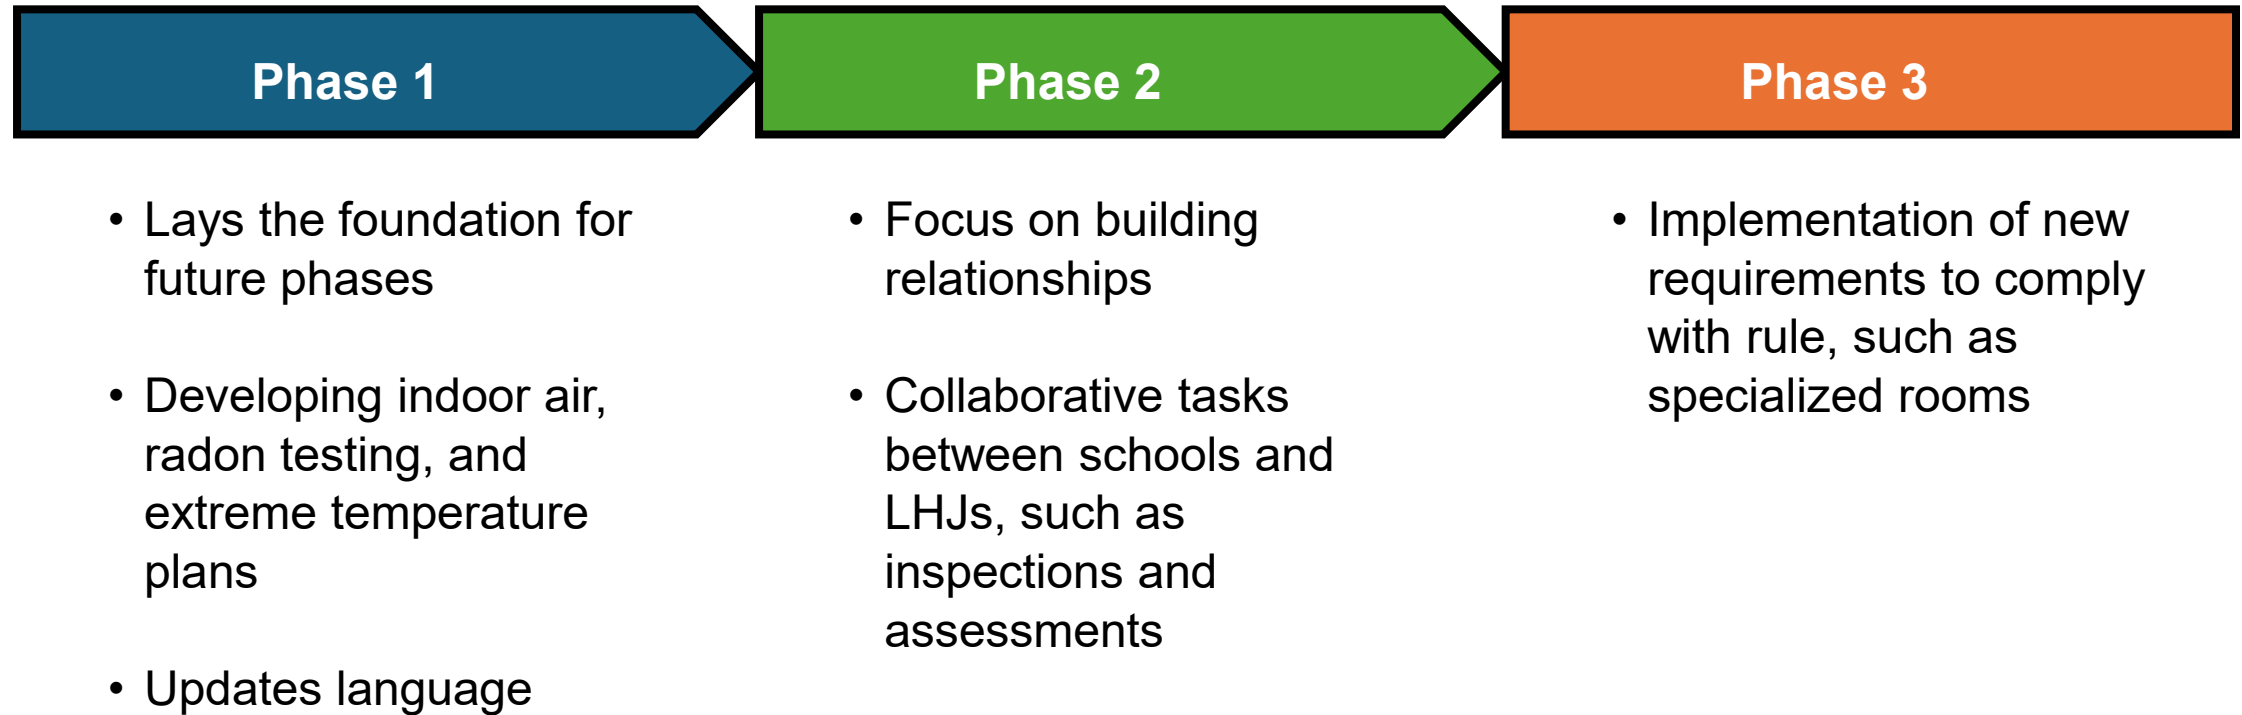 Phase 1
Phase 2
Phase 3
• Lays the foundation for
future phases
• Developing indoor air,
radon testing, and
extreme temperature
plans
• Updates language
• Focus on building
relationships
• Collaborative tasks
between schools and
LHJs, such as
inspections and
assessments
• Implementation of new
requirements to comply
with rule, such as
specialized rooms